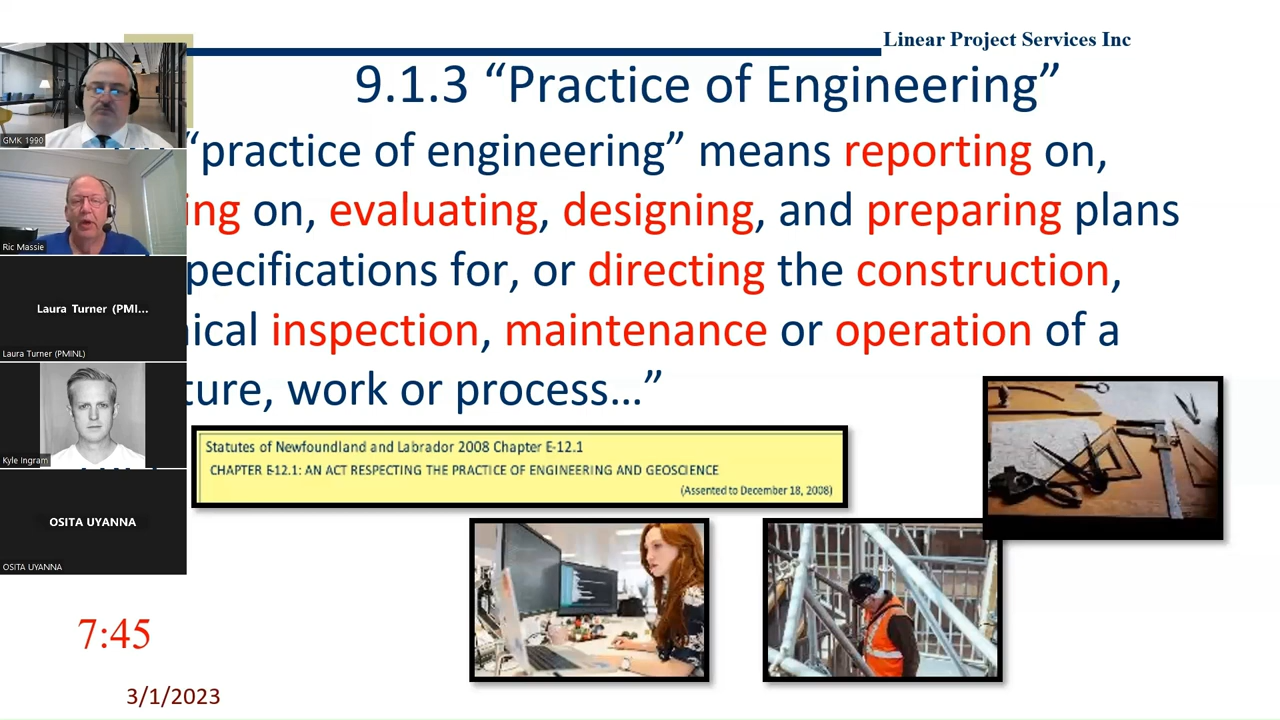 Linear Project Services Inc
9.1.3 “Practice of Engineering”
“practice of engineering” means reporting on,
ing on, evaluating, designing, and preparing plans
pecifications for, or directing the construction,
ical inspection, maintenance or operation of a
ture, work or process...”
Statutes of Newfoundland and Labrador 2008 Chapter E-12.1
CHAPTER E-12.1: AN ACT RESPECTING THE PRACTICE OF ENGINEERING AND GEOSCIENCE
(Assented to December 18, 2008)
GMK 1990
Ric Massie
Laura Turner (PMI...
Laura Turner (PMINL)
Kyle Ingram
OSITA UYANNA
OSITA UYANNA
7:45
3/1/2023